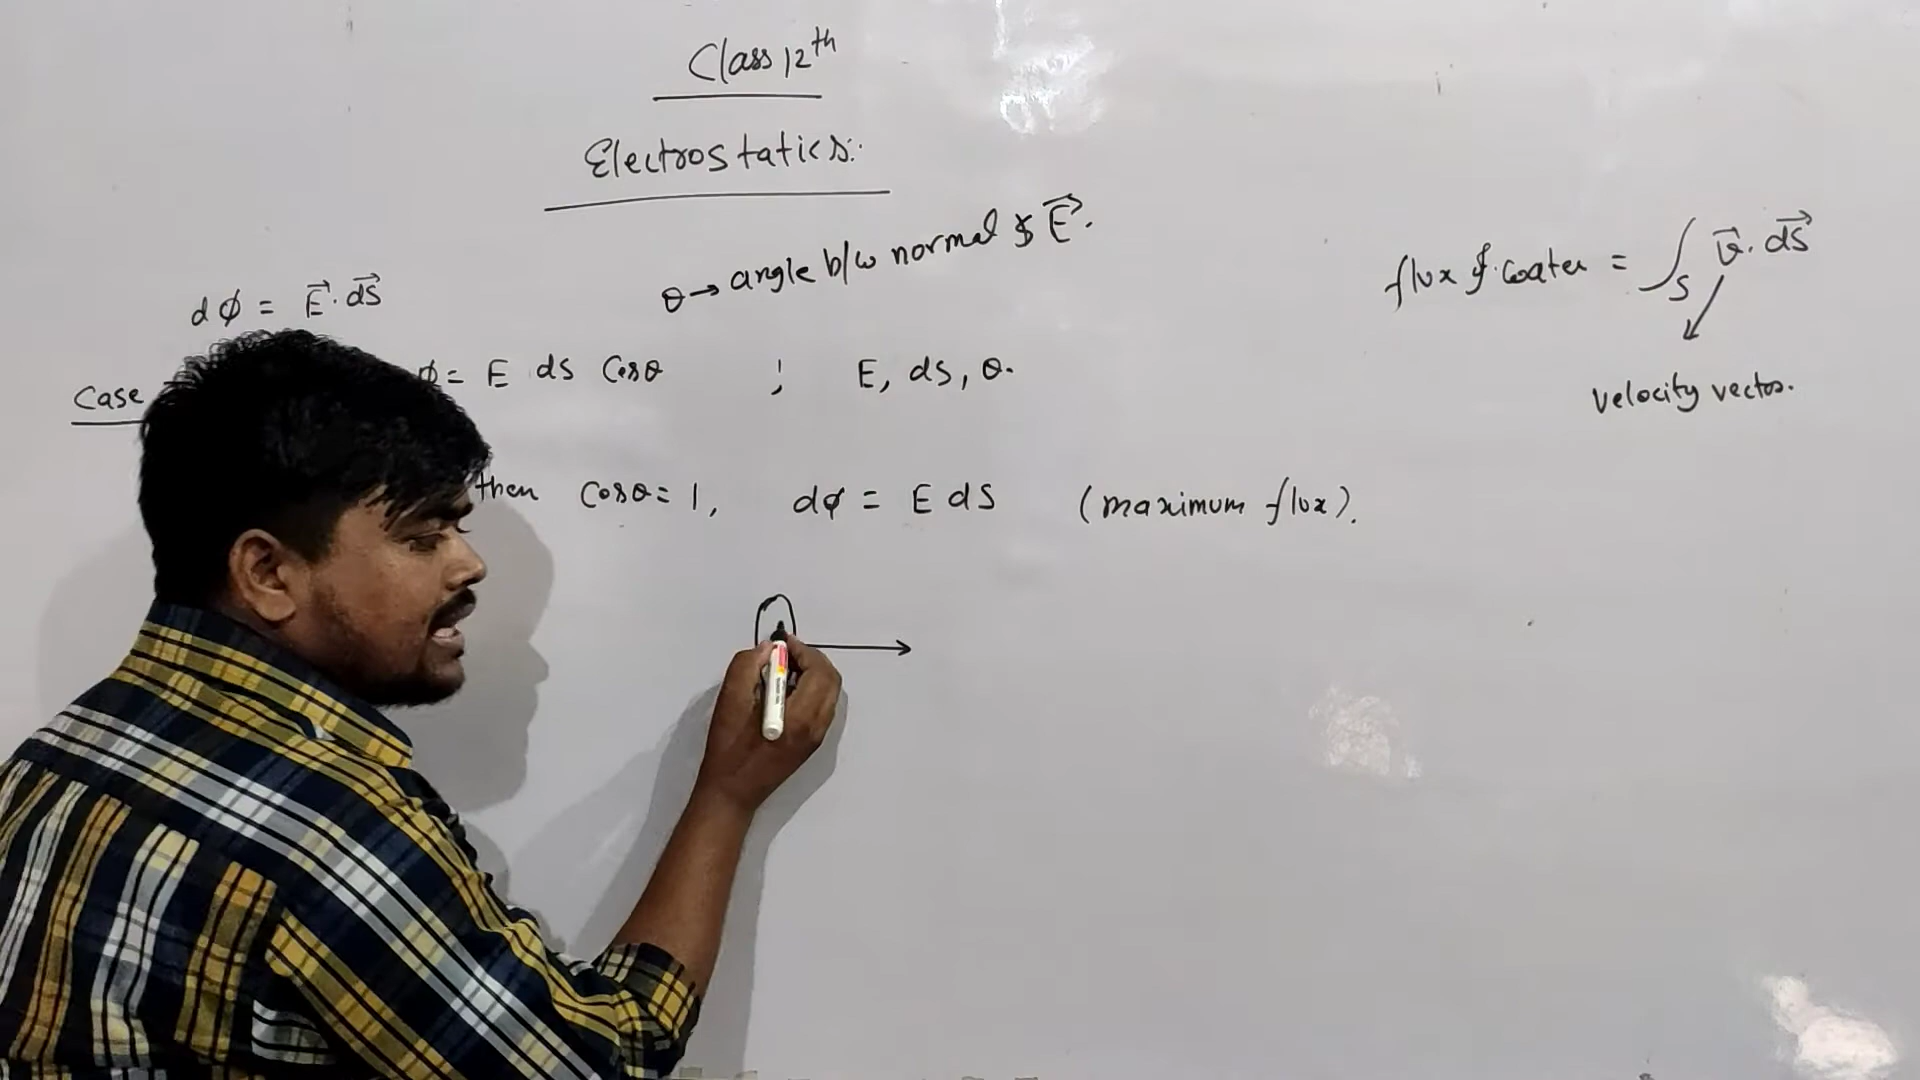 Class 12th
Electrostatics:
θ → angle b/w normal & E⃗.
dϕ = E⃗. dS⃗
flux of water = ∫S v⃗. dS⃗
velocity vector.
Case
ϕ = E dS Cosθ ; E, dS, θ.
then Cosθ = 1, dϕ = E dS (maximum flux).